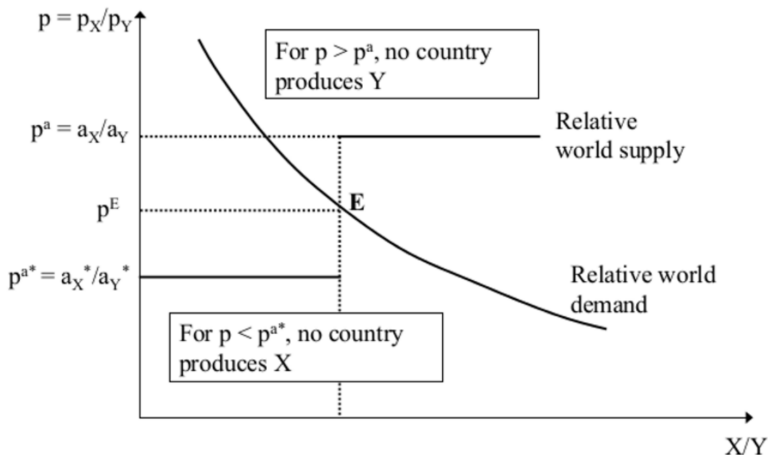 p = pX/pY
For p > pª, no country
produces Y
pª = aX/aY
Relative
world supply
pE
E
pª* = aX*/aY*
Relative world
demand
For p < pª*, no country
produces X
X/Y